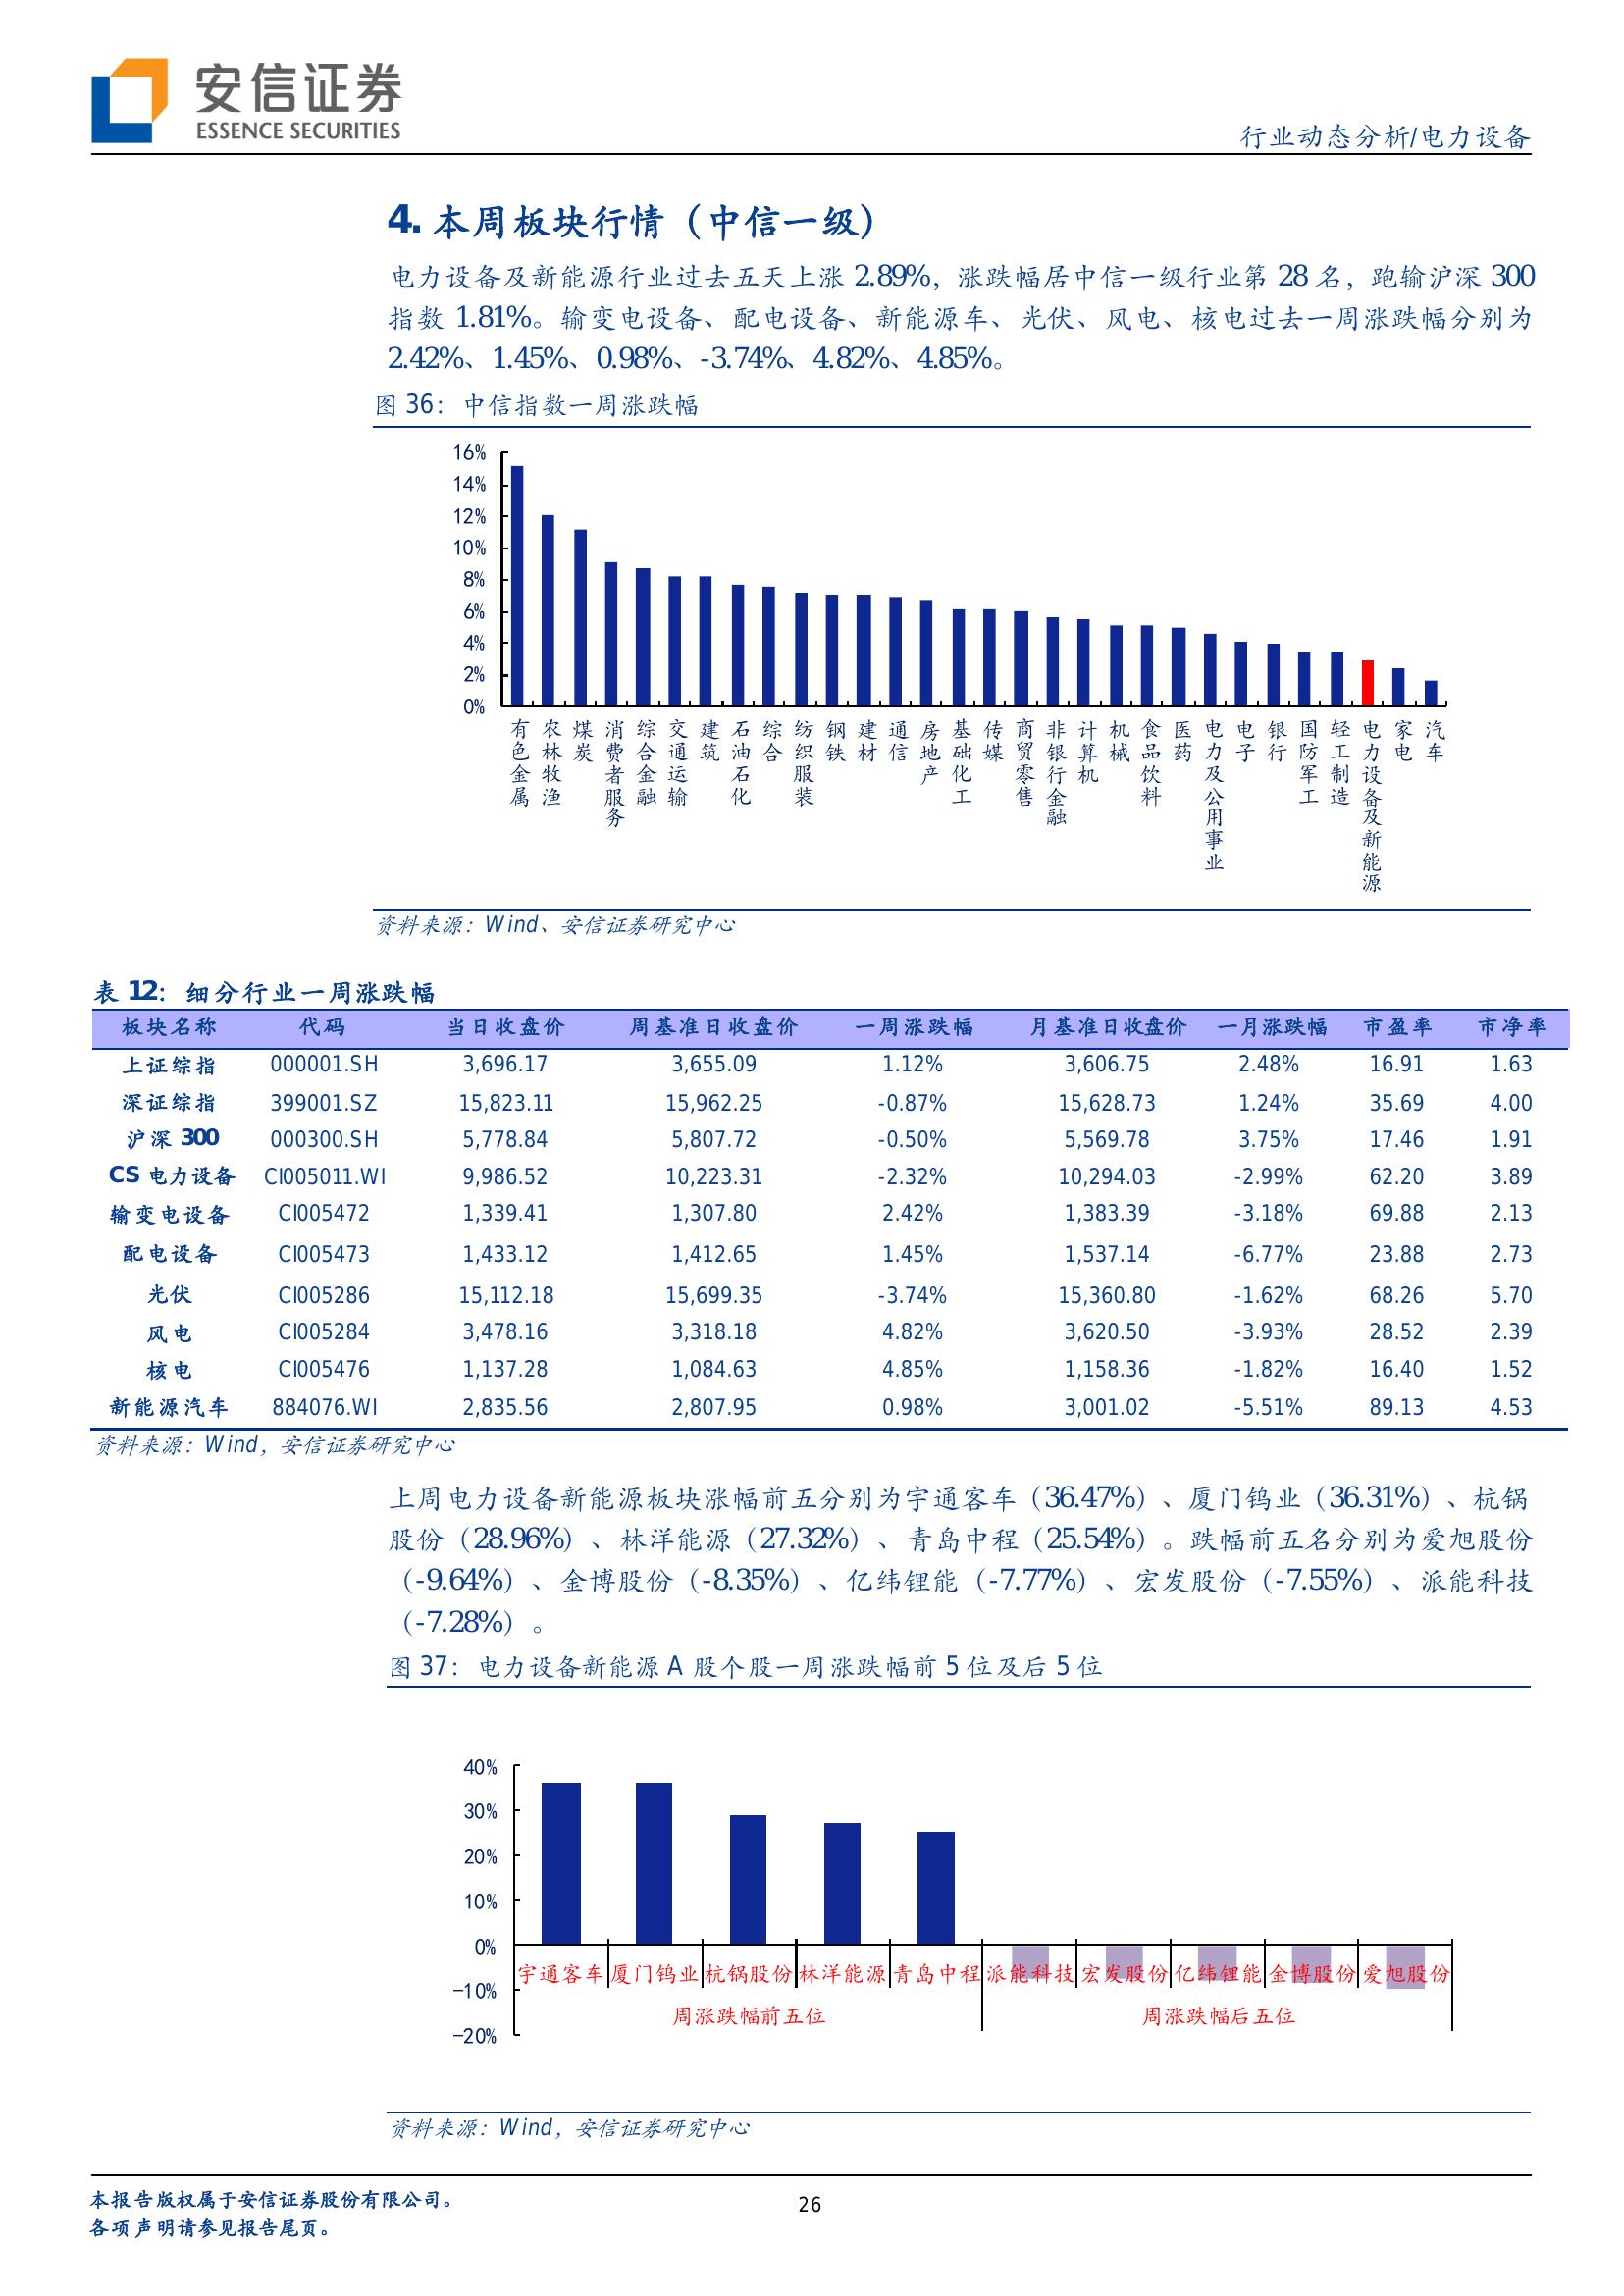 安信证券
ESSENCE SECURITIES
行业动态分析/电力设备
4. 本周板块行情（中信一级）
电力设备及新能源行业过去五天上涨 2.89%，涨跌幅居中信一级行业第 28 名，跑输沪深 300
指数 1.81%。输变电设备、配电设备、新能源车、光伏、风电、核电过去一周涨跌幅分别为
2.42%、1.45%、0.98%、-3.74%、4.82%、4.85%。
图 36：中信指数一周涨跌幅
16%
14%
12%
10%
8%
6%
4%
2%
0%
有色金属
农林牧渔
煤炭
消费者服务
综合金融
交通运输
建筑
石油石化
综合
纺织服装
钢铁
建材
通信
房地产
基础化工
传媒
商贸零售
非银行金融
计算机
机械
食品饮料
医药
电力及公用事业
电子
银行
国防军工
轻工制造
电力设备及新能源
家电
汽车
资料来源：Wind、安信证券研究中心
表 12：细分行业一周涨跌幅
板块名称 代码 当日收盘价 周基准日收盘价 一周涨跌幅 月基准日收盘价 一月涨跌幅 市盈率 市净率
上证综指 000001.SH 3,696.17 3,655.09 1.12% 3,606.75 2.48% 16.91 1.63
深证综指 399001.SZ 15,823.11 15,962.25 -0.87% 15,628.73 1.24% 35.69 4.00
沪深 300 000300.SH 5,778.84 5,807.72 -0.50% 5,569.78 3.75% 17.46 1.91
CS 电力设备 CI005011.WI 9,986.52 10,223.31 -2.32% 10,294.03 -2.99% 62.20 3.89
输变电设备 CI005472 1,339.41 1,307.80 2.42% 1,383.39 -3.18% 69.88 2.13
配电设备 CI005473 1,433.12 1,412.65 1.45% 1,537.14 -6.77% 23.88 2.73
光伏 CI005286 15,112.18 15,699.35 -3.74% 15,360.80 -1.62% 68.26 5.70
风电 CI005284 3,478.16 3,318.18 4.82% 3,620.50 -3.93% 28.52 2.39
核电 CI005476 1,137.28 1,084.63 4.85% 1,158.36 -1.82% 16.40 1.52
新能源汽车 884076.WI 2,835.56 2,807.95 0.98% 3,001.02 -5.51% 89.13 4.53
资料来源：Wind，安信证券研究中心
上周电力设备新能源板块涨幅前五分别为宇通客车（36.47%）、厦门钨业（36.31%）、杭锅
股份（28.96%）、林洋能源（27.32%）、青岛中程（25.54%）。跌幅前五名分别为爱旭股份
（-9.64%）、金博股份（-8.35%）、亿纬锂能（-7.77%）、宏发股份（-7.55%）、派能科技
（-7.28%）。
图 37：电力设备新能源 A 股个股一周涨跌幅前 5 位及后 5 位
40%
30%
20%
10%
0%
-10%
-20%
宇通客车 厦门钨业 杭锅股份 林洋能源 青岛中程 派能科技 宏发股份 亿纬锂能 金博股份 爱旭股份
周涨跌幅前五位 周涨跌幅后五位
资料来源：Wind，安信证券研究中心
本报告版权属于安信证券股份有限公司。
26
各项声明请参见报告尾页。